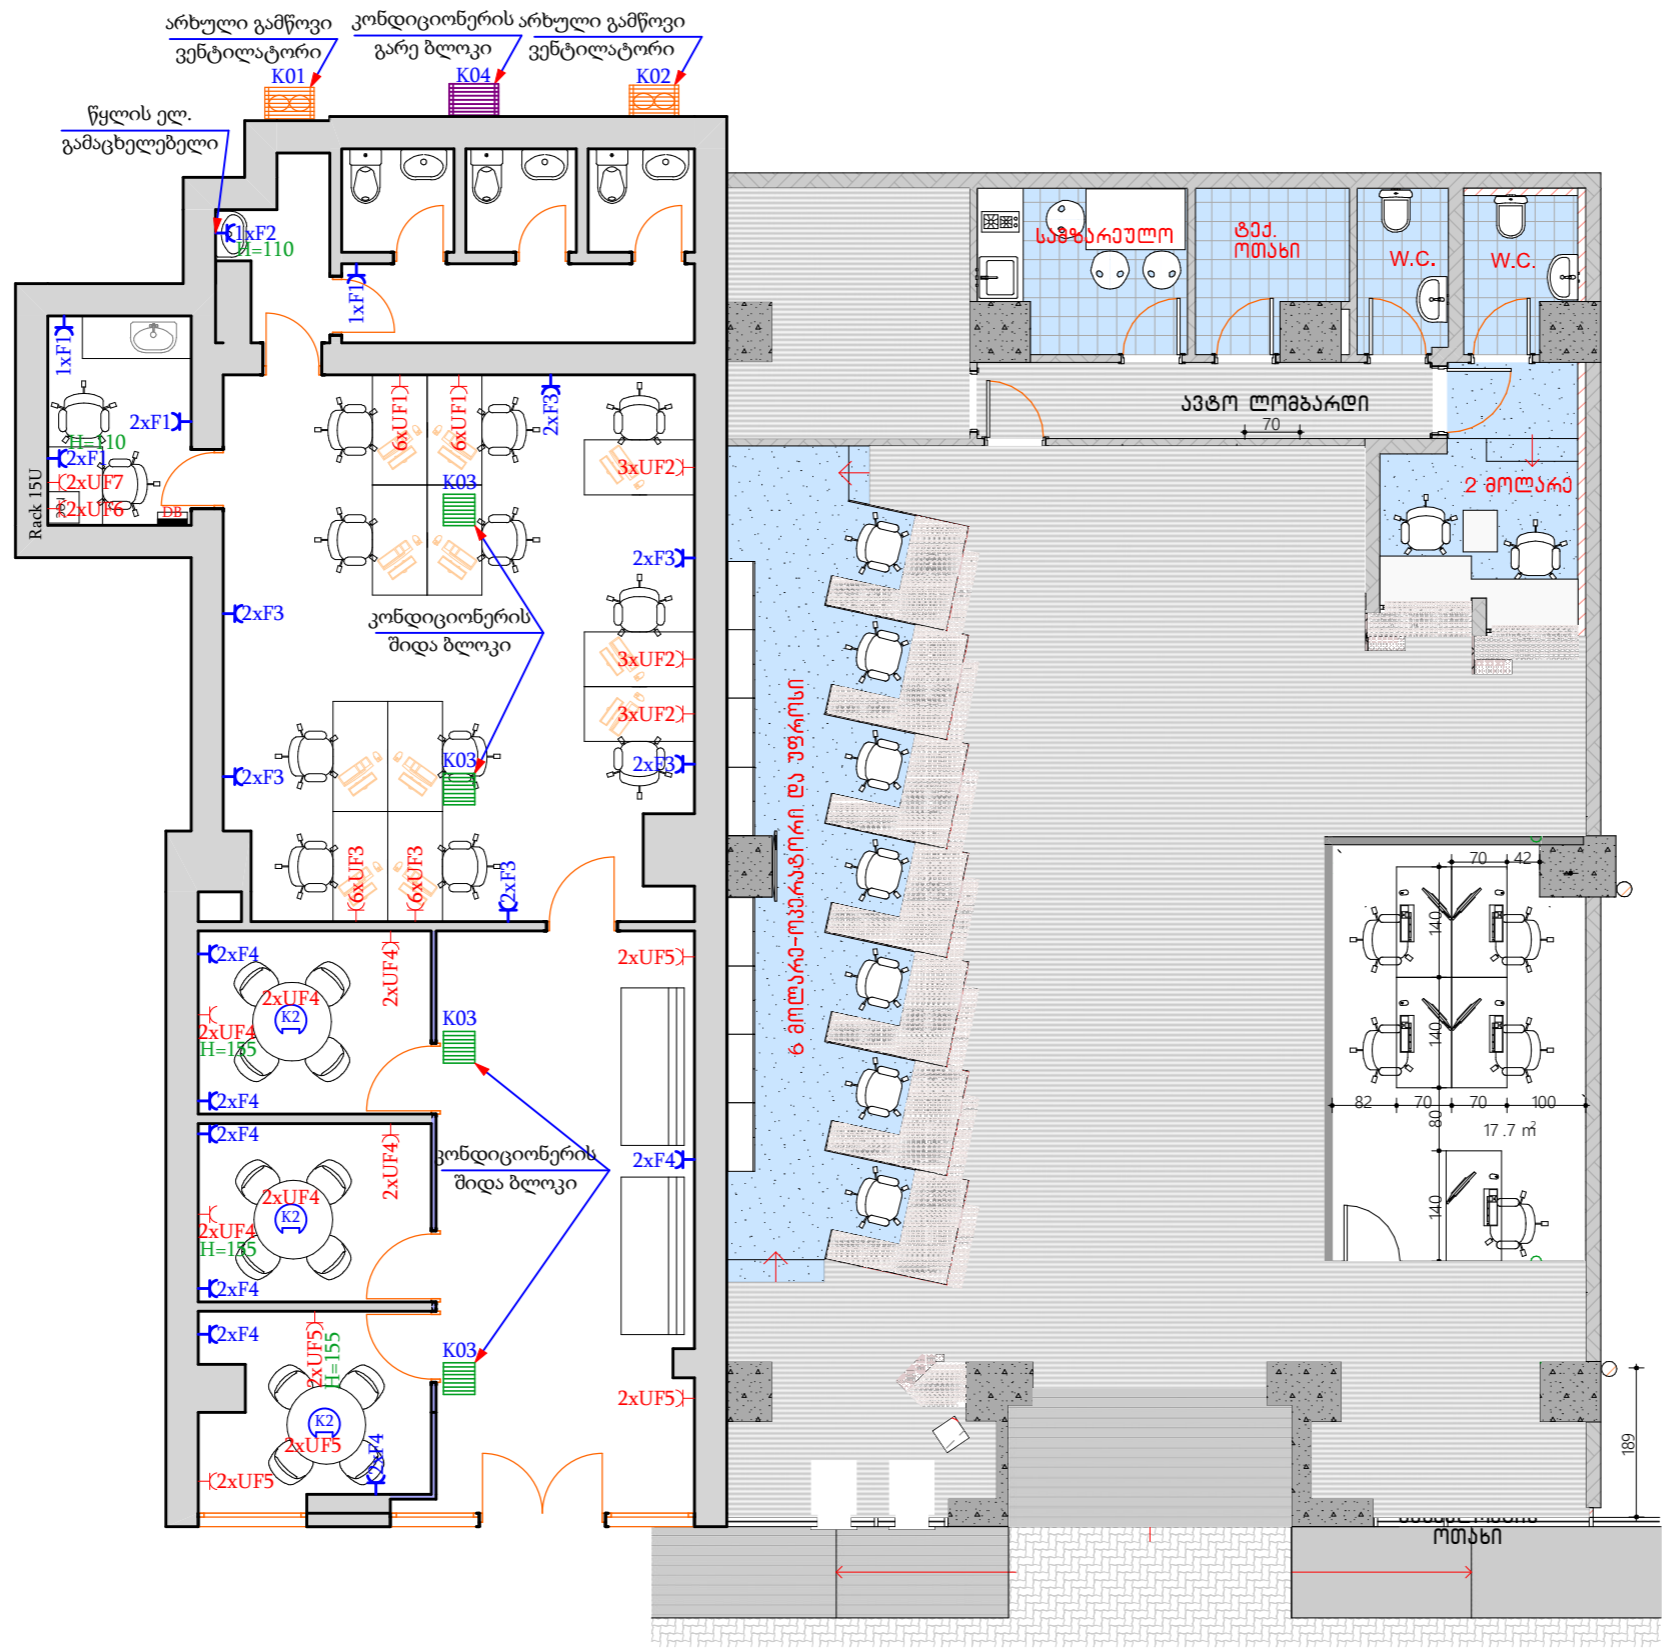 არხული გამწოვი
ვენტილატორი
K01
კონდიციონერის
გარე ბლოკი
K04
არხული გამწოვი
ვენტილატორი
K02
წყლის ელ.
გამაცხელებელი
1xF2
H=110
1xF1
1xF1
2xF1
H=110
2xF1
2xUF7
2xUF6
Rack 15U
DB
6xUF1
6xUF1
2xF3
3xUF2
K03
2xF3
2xF3
კონდიციონერის
შიდა ბლოკი
3xUF2
3xUF2
2xF3
K03
2xF3
6xUF3
6xUF3
2xF3
2xF4
2xUF4
2xUF5
2xUF4
K2
2xUF4
H=155
K03
2xF4
2xF4
2xUF4
კონდიციონერის
შიდა ბლოკი
2xF4
2xUF4
K2
2xUF4
H=155
2xF4
2xF4
2xUF5
H=155
K03
2xUF5
K2
2xUF5
2xF4
2xUF5
სამზარეულო
ტექ.
ოთახი
W.C.
W.C.
ავტო ლომბარდი
70
2 მოლარე
6 მოლარე-ოპერატორი და უფროსი
70
42
140
140
82
70
70
100
80
17.7 m²
140
189
ოთახი